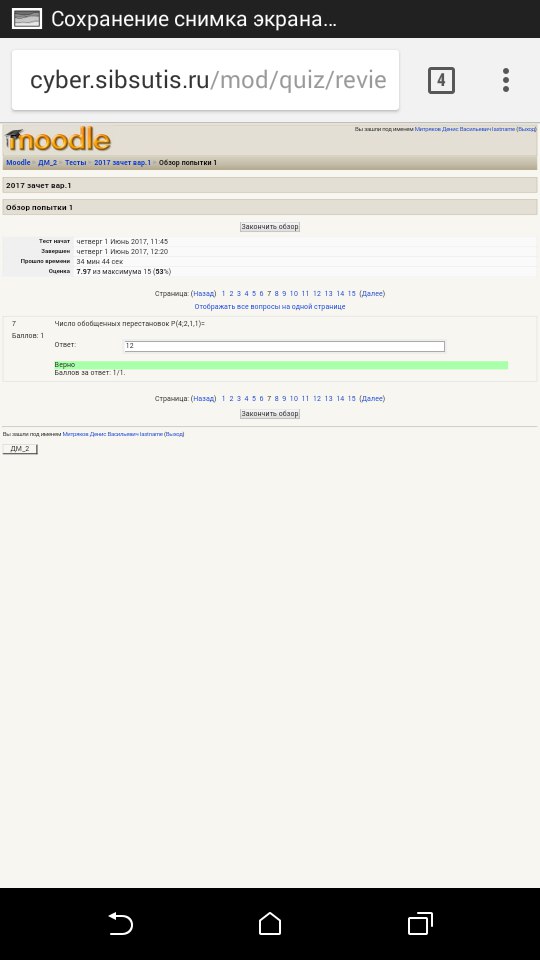 Сохранение снимка экрана...
cyber.sibsutis.ru/mod/quiz/revie
4
moodle
Вы зашли под именем Митряков Денис Васильевич lastname (Выход)
Moodle ► ДМ_2 ► Тесты ► 2017 зачет вар.1 ► Обзор попытки 1
2017 зачет вар.1
Обзор попытки 1
Закончить обзор
Тест начат четверг 1 Июнь 2017, 11:45
Завершен четверг 1 Июнь 2017, 12:20
Прошло времени 34 мин 44 сек
Оценка 7.97 из максимума 15 (53%)
Страница: (Назад) 1 2 3 4 5 6 7 8 9 10 11 12 13 14 15 (Далее)
Отображать все вопросы на одной странице
7 Число обобщенных перестановок P(4;2,1,1)=
Баллов: 1
Ответ: 12
Верно
Баллов за ответ: 1/1.
Страница: (Назад) 1 2 3 4 5 6 7 8 9 10 11 12 13 14 15 (Далее)
Закончить обзор
Вы зашли под именем Митряков Денис Васильевич lastname (Выход)
ДМ_2